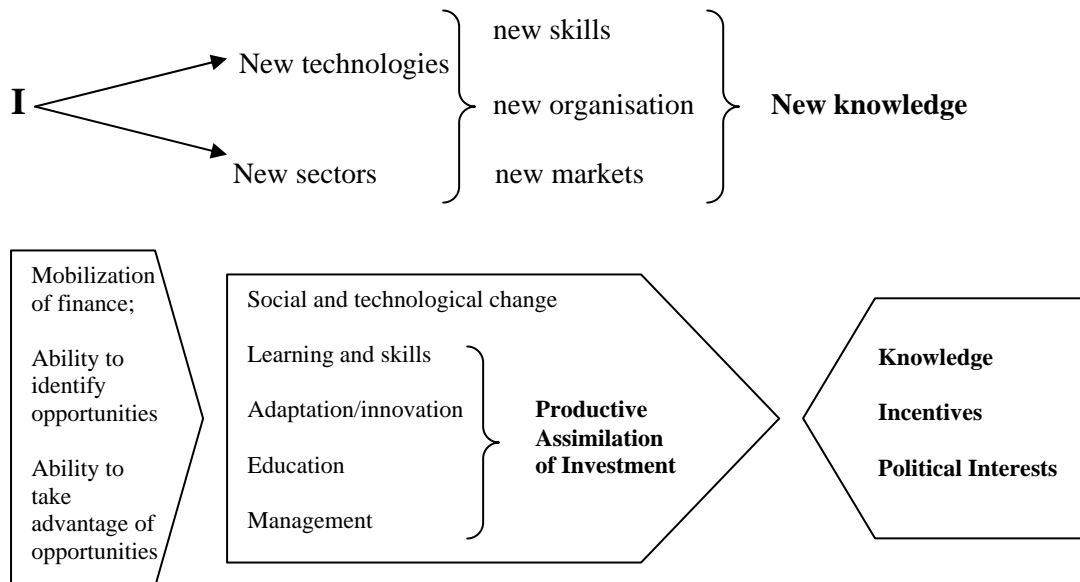 I
New technologies
New sectors
new skills
new organisation
new markets
New knowledge
Mobilization
of finance;
Ability to
identify
opportunities
Ability to
take
advantage of
opportunities
Social and technological change
Learning and skills
Adaptation/innovation
Education
Management
Productive
Assimilation
of Investment
Knowledge
Incentives
Political Interests